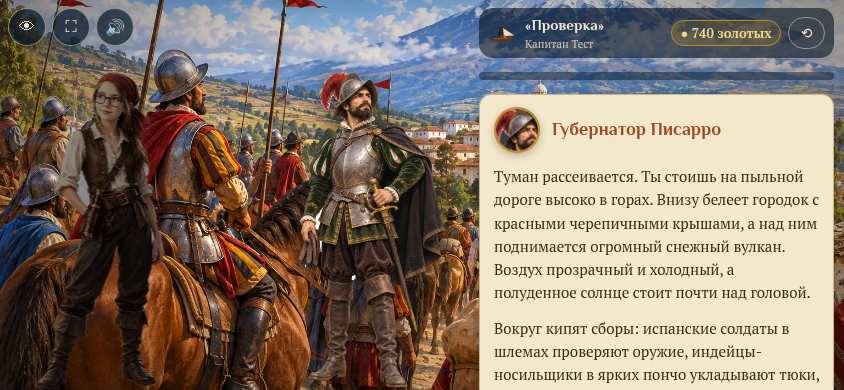 «Проверка»
Капитан Тест
● 740 золотых
Губернатор Писарро
Туман рассеивается. Ты стоишь на пыльной
дороге высоко в горах. Внизу белеет городок с
красными черепичными крышами, а над ним
поднимается огромный снежный вулкан.
Воздух прозрачный и холодный, а
полуденное солнце стоит почти над головой.
Вокруг кипят сборы: испанские солдаты в
шлемах проверяют оружие, индейцы-
носильщики в ярких пончо укладывают тюки,